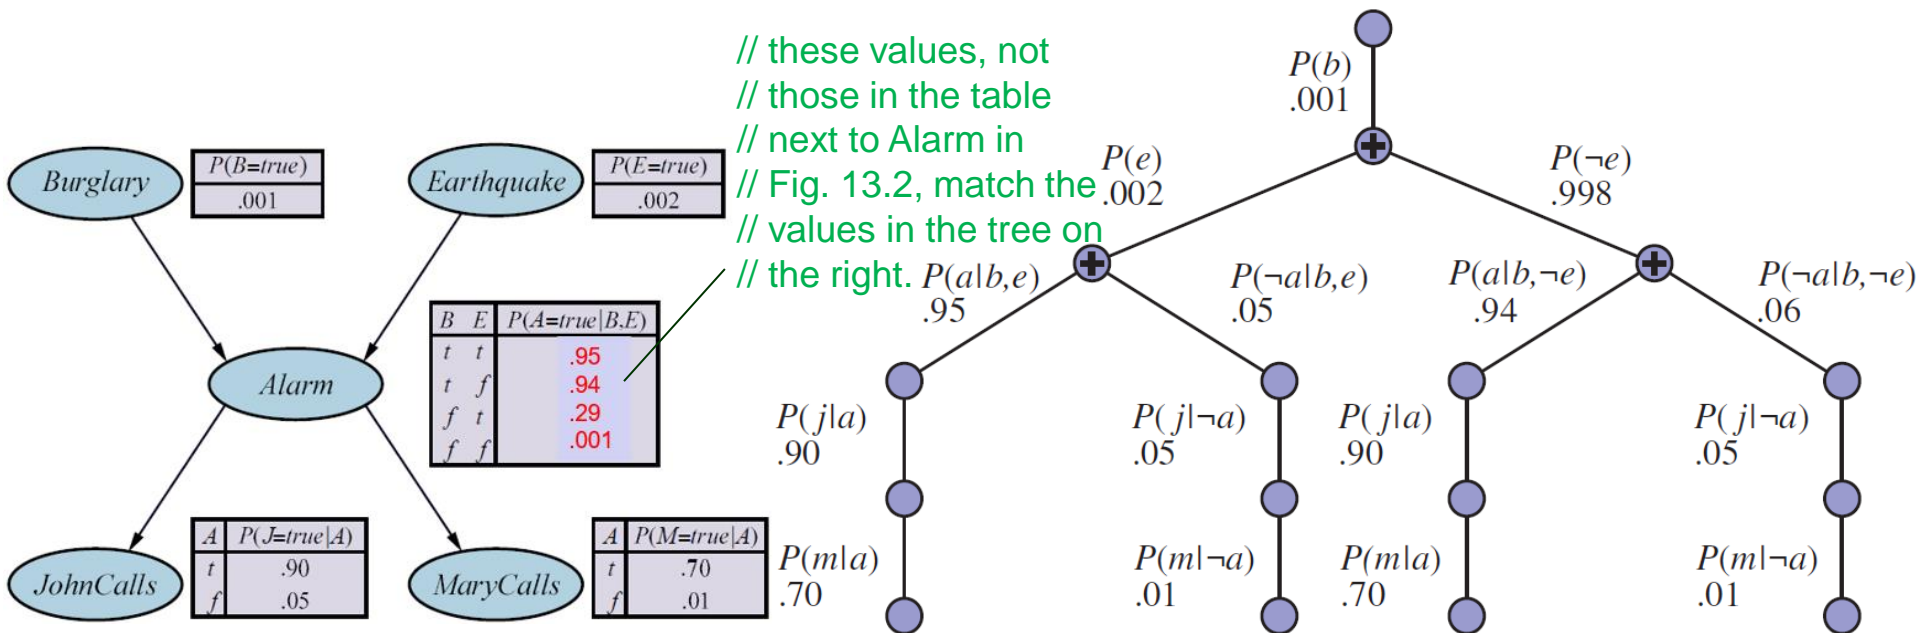 // these values, not
// those in the table
// next to Alarm in
// Fig. 13.2, match the
// values in the tree on
// the right.
Burglary
P(B=true)
.001
Earthquake
P(E=true)
.002
B E P(A=true|B,E)
t t .95
t f .94
f t .29
f f .001
Alarm
JohnCalls
A P(J=true|A)
t .90
f .05
MaryCalls
A P(M=true|A)
t .70
f .01
P(b)
.001
P(e)
.002
P(¬e)
.998
P(a|b,e)
.95
P(¬a|b,e)
.05
P(a|b,¬e)
.94
P(¬a|b,¬e)
.06
P(j|a)
.90
P(j|¬a)
.05
P(j|a)
.90
P(j|¬a)
.05
P(m|a)
.70
P(m|¬a)
.01
P(m|a)
.70
P(m|¬a)
.01